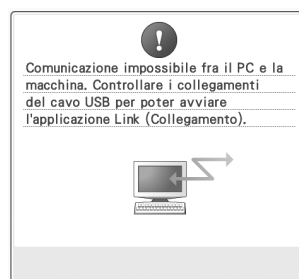 Comunicazione impossibile fra il PC e la
macchina. Controllare i collegamenti
del cavo USB per poter avviare
l'applicazione Link (Collegamento).